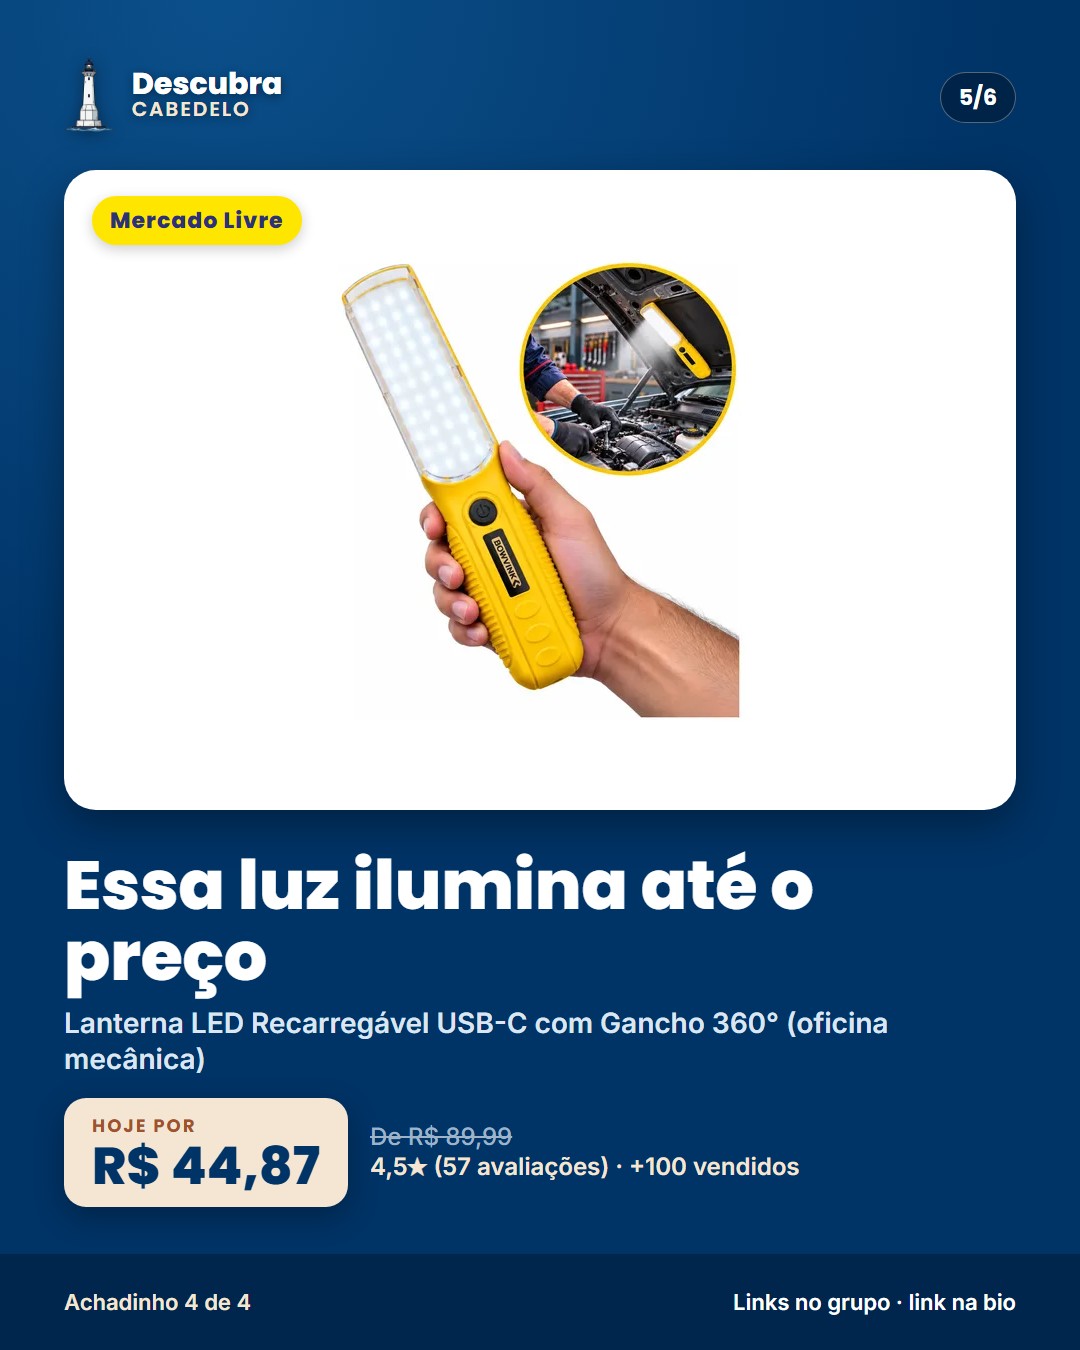 Descubra
CABEDELO
5/6
Mercado Livre
BOWVINK
Essa luz ilumina até o
preço
Lanterna LED Recarregável USB-C com Gancho 360° (oficina
mecânica)
HOJE POR
R$ 44,87
De R$ 89,99
4,5★ (57 avaliações) · +100 vendidos
Achadinho 4 de 4
Links no grupo · link na bio